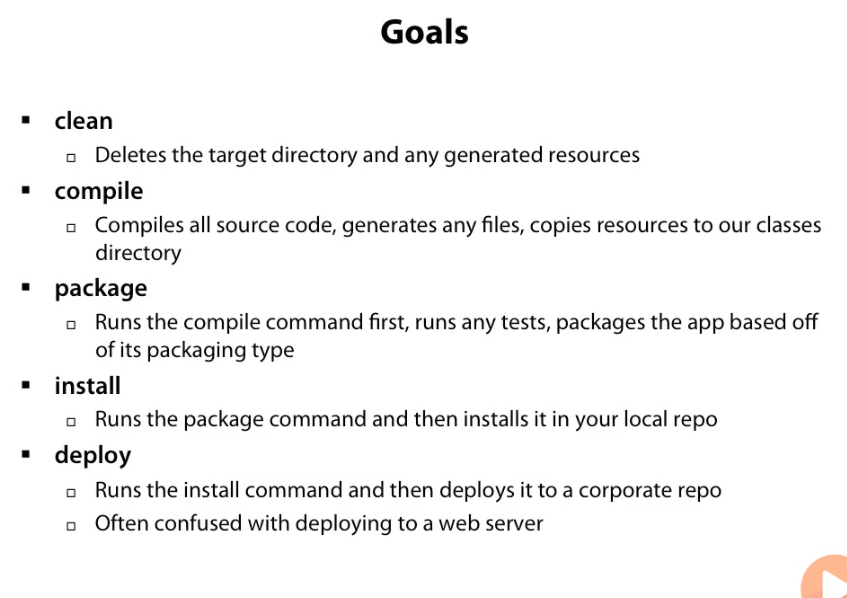 Goals
▪ clean
▫ Deletes the target directory and any generated resources
▪ compile
▫ Compiles all source code, generates any files, copies resources to our classes
directory
▪ package
▫ Runs the compile command first, runs any tests, packages the app based off
of its packaging type
▪ install
▫ Runs the package command and then installs it in your local repo
▪ deploy
▫ Runs the install command and then deploys it to a corporate repo
▫ Often confused with deploying to a web server